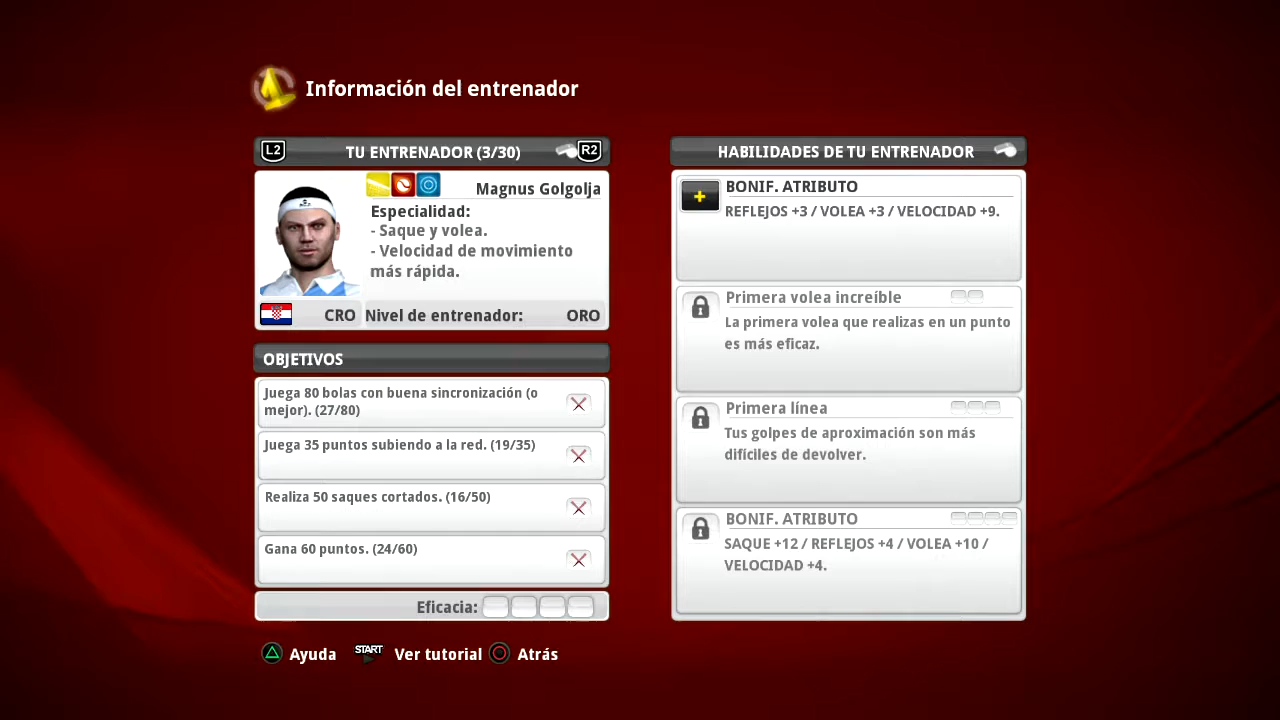 Información del entrenador
L2
TU ENTRENADOR (3/30)
R2
Magnus Golgolja
Especialidad:
- Saque y volea.
- Velocidad de movimiento
más rápida.
CRO
Nivel de entrenador:
ORO
OBJETIVOS
Juega 80 bolas con buena sincronización (o
mejor). (27/80)
Juega 35 puntos subiendo a la red. (19/35)
Realiza 50 saques cortados. (16/50)
Gana 60 puntos. (24/60)
Eficacia:
HABILIDADES DE TU ENTRENADOR
BONIF. ATRIBUTO
REFLEJOS +3 / VOLEA +3 / VELOCIDAD +9.
Primera volea increíble
La primera volea que realizas en un punto
es más eficaz.
Primera línea
Tus golpes de aproximación son más
difíciles de devolver.
BONIF. ATRIBUTO
SAQUE +12 / REFLEJOS +4 / VOLEA +10 /
VELOCIDAD +4.
Ayuda
START
Ver tutorial
Atrás